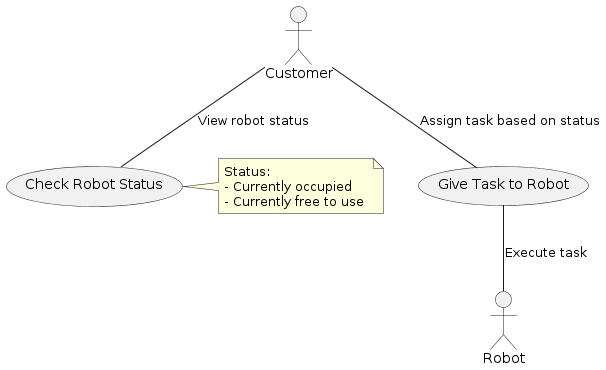 Customer
View robot status
Assign task based on status
Check Robot Status
Status:
- Currently occupied
- Currently free to use
Give Task to Robot
Execute task
Robot